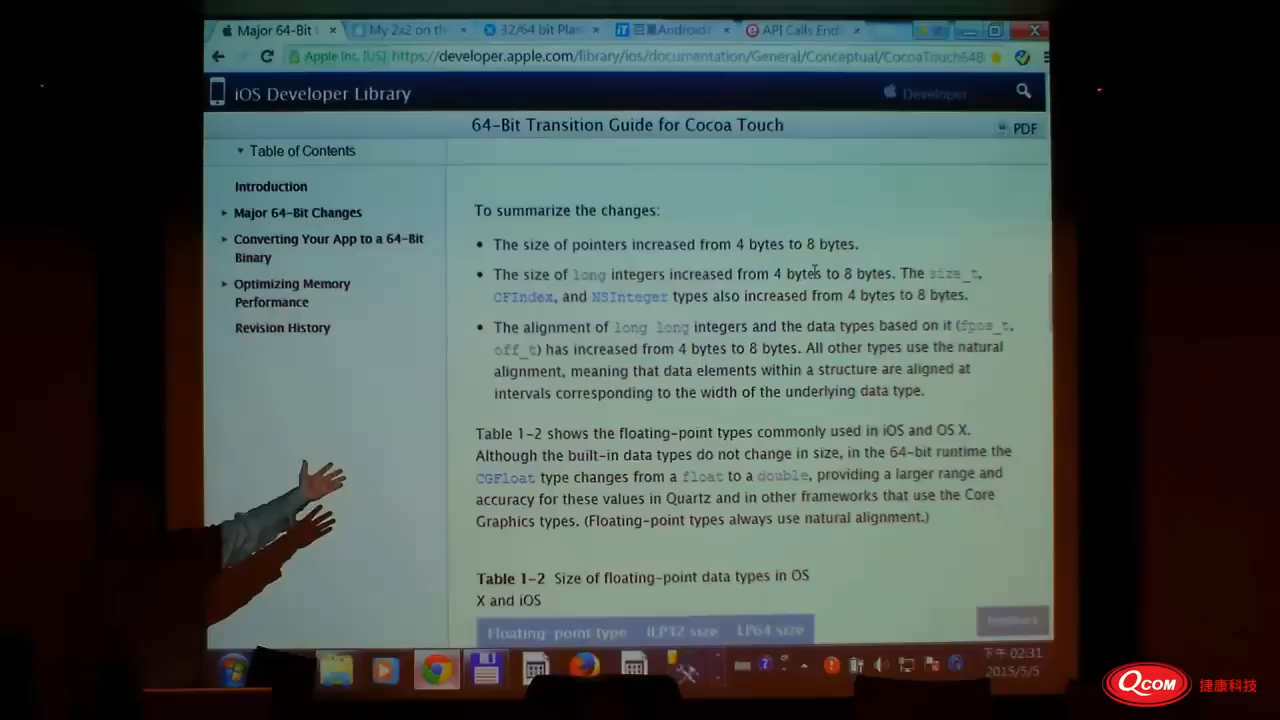 Major 64-Bit
My 2x2 on th
32/64 bit Plan
Android
API Calls End
Apple Inc. [US] https://developer.apple.com/library/ios/documentation/General/Conceptual/CocoaTouch64B
iOS Developer Library
Developer
64-Bit Transition Guide for Cocoa Touch
PDF
Table of Contents
Introduction
Major 64-Bit Changes
Converting Your App to a 64-Bit
Binary
Optimizing Memory
Performance
Revision History
To summarize the changes:
• The size of pointers increased from 4 bytes to 8 bytes.
• The size of long integers increased from 4 bytes to 8 bytes. The size_t,
CFIndex, and NSInteger types also increased from 4 bytes to 8 bytes.
• The alignment of long long integers and the data types based on it (fpos_t,
off_t) has increased from 4 bytes to 8 bytes. All other types use the natural
alignment, meaning that data elements within a structure are aligned at
intervals corresponding to the width of the underlying data type.
Table 1-2 shows the floating-point types commonly used in iOS and OS X.
Although the built-in data types do not change in size, in the 64-bit runtime the
CGFloat type changes from a float to a double, providing a larger range and
accuracy for these values in Quartz and in other frameworks that use the Core
Graphics types. (Floating-point types always use natural alignment.)
Table 1-2 Size of floating-point data types in OS
X and iOS
Floating-point type ILP32 size LP64 size
Feedback
下午 02:31
2015/5/5
QCOM 捷康科技